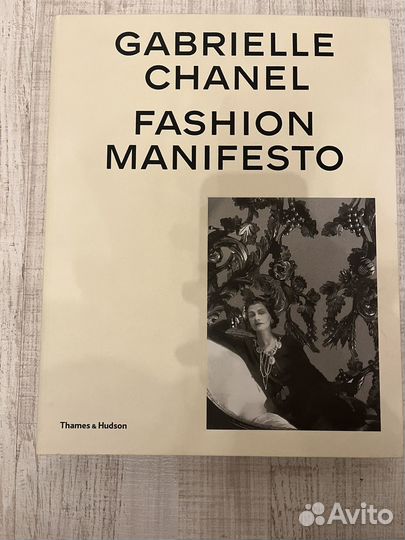 GABRIELLE
CHANEL
FASHION
MANIFESTO
Thames & Hudson
Avito